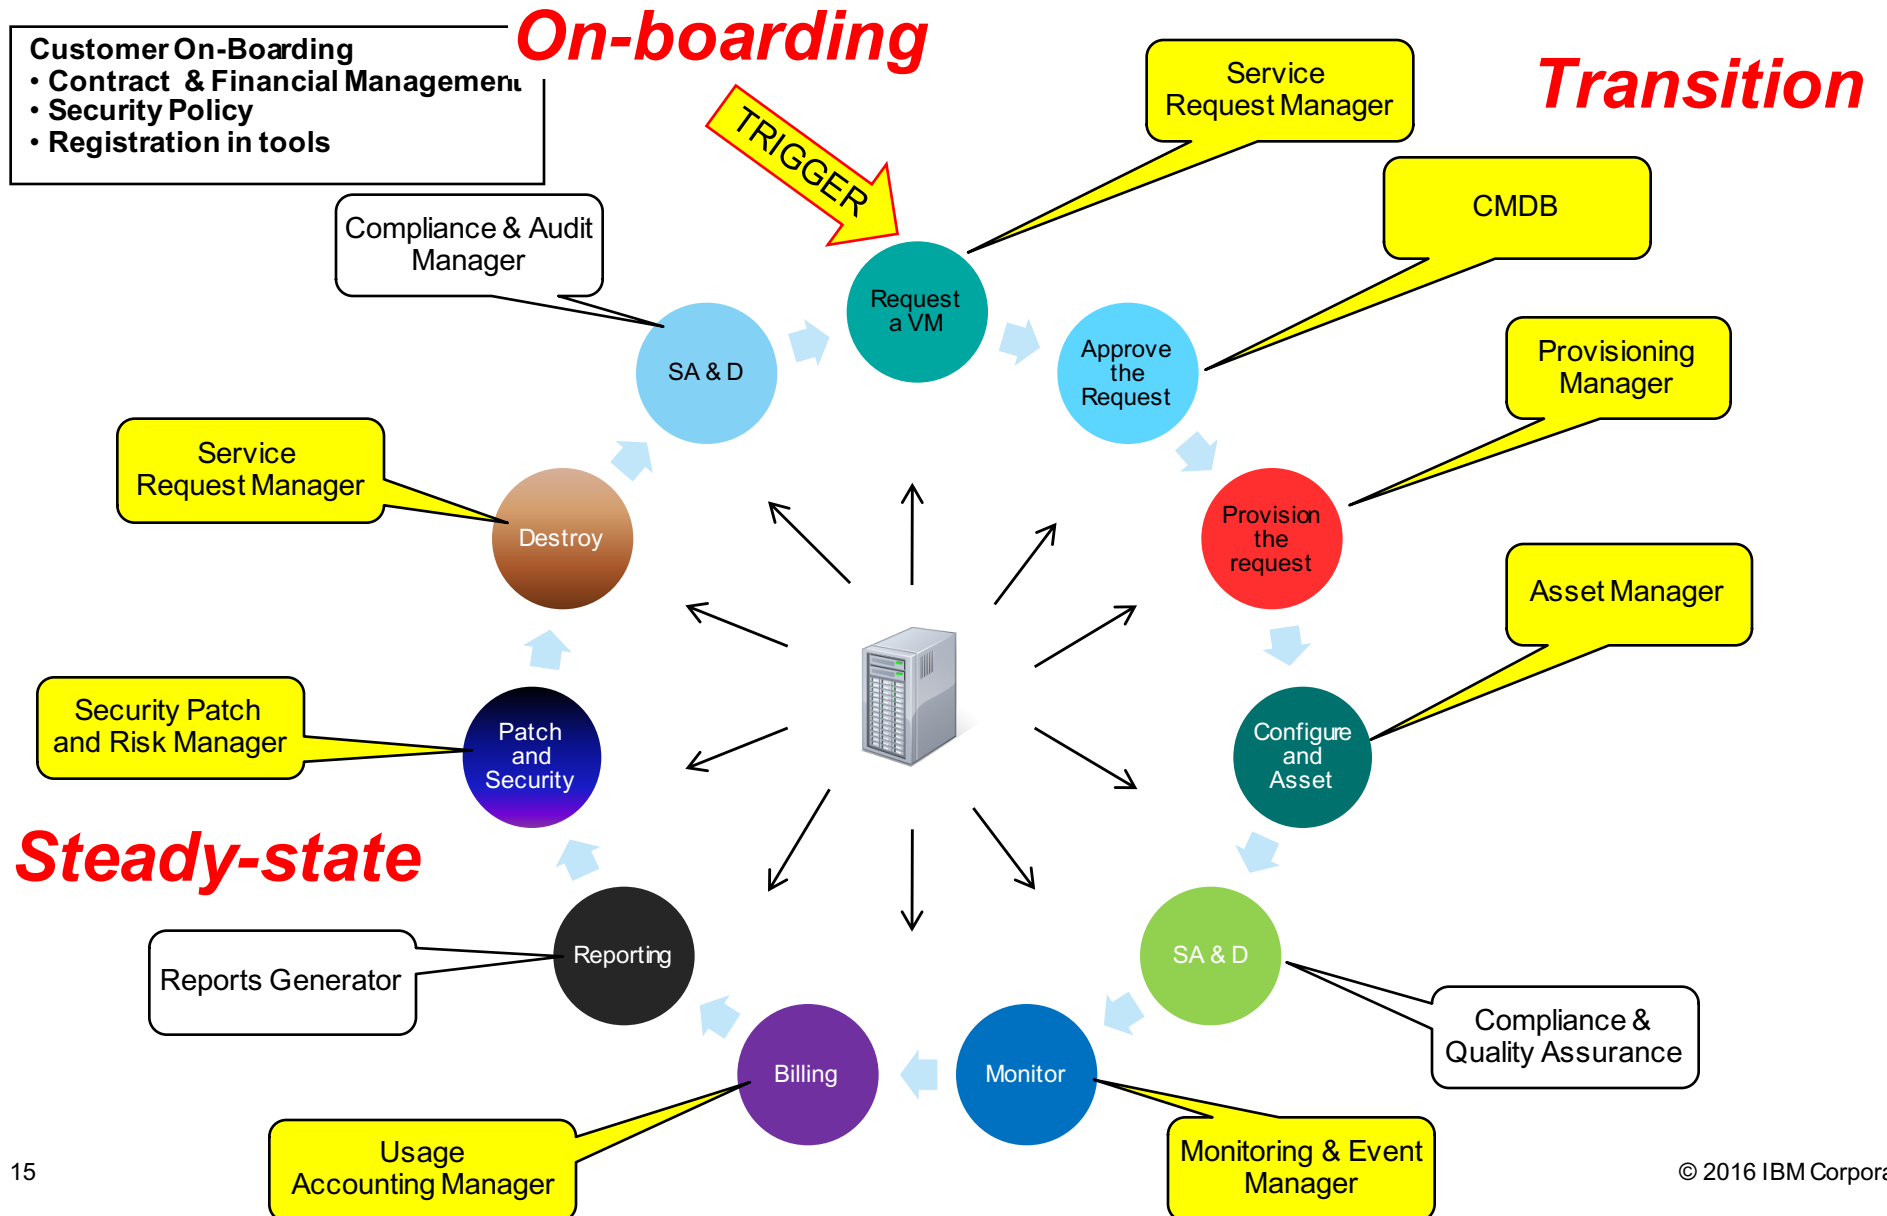 On-boarding
Customer On-Boarding
• Contract & Financial Management
• Security Policy
• Registration in tools
Transition
TRIGGER
Service
Request Manager
CMDB
Compliance & Audit
Manager
Request
a VM
SA & D
Approve
the
Request
Provisioning
Manager
Service
Request Manager
Destroy
Provision
the
request
Asset Manager
Security Patch
and Risk Manager
Patch
and
Security
Configure
and
Asset
Steady-state
Reporting
SA & D
Reports Generator
Compliance &
Quality Assurance
Billing
Monitor
Usage
Accounting Manager
Monitoring & Event
Manager
15
© 2016 IBM Corpora